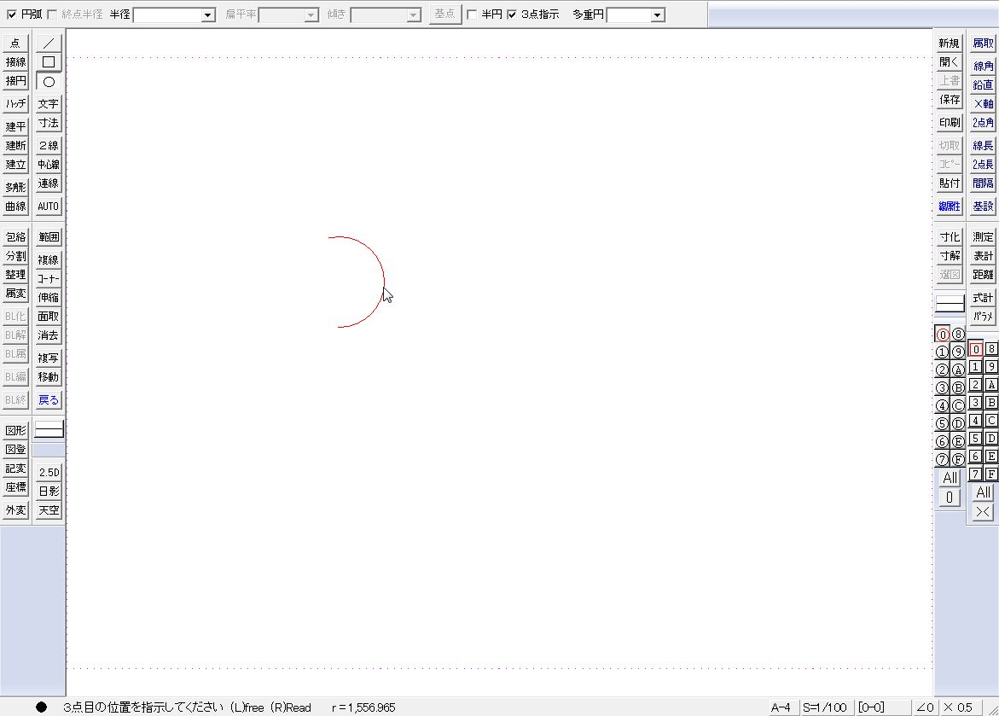 円弧 終点半径 半径 扁平率 傾き 基点 半円 3点指示 多重円
点 ／
接線 □
接円 ○
ﾊｯﾁ 文字
建平 寸法
建断 2線
建立 中心線
多角形 連線
曲線 AUTO
包絡 範囲
分割 複線
整理 ｺｰﾅｰ
属変 伸縮
BL化 面取
BL解 消去
BL属 複写
BL編 移動
BL終 戻る
図形
図登
記変 2.5D
座標 日影
外変 天空
新規 属取
開く 線角
上書 鉛直
保存 X軸
印刷 2点角
切取 線長
ｺﾋﾟｰ 2点長
貼付 間隔
線属性 基設
寸化 測定
寸解 表計
選図 距離
式計
ﾊﾟﾗﾒ
0 8
1 9
2 A
3 B
4 C
5 D
6 E
7 F
All
0
0 8
1 9
2 A
3 B
4 C
5 D
6 E
7 F
All
×
● 3点目の位置を指示してください (L)free (R)Read r＝1,556.965
A-4 S=1/100 [0-0] ∠0 × 0.5